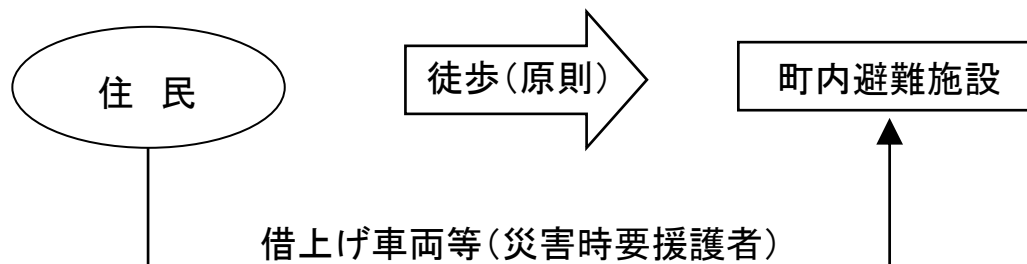 住 民
徒歩（原則）
町内避難施設
借上げ車両等（災害時要援護者）